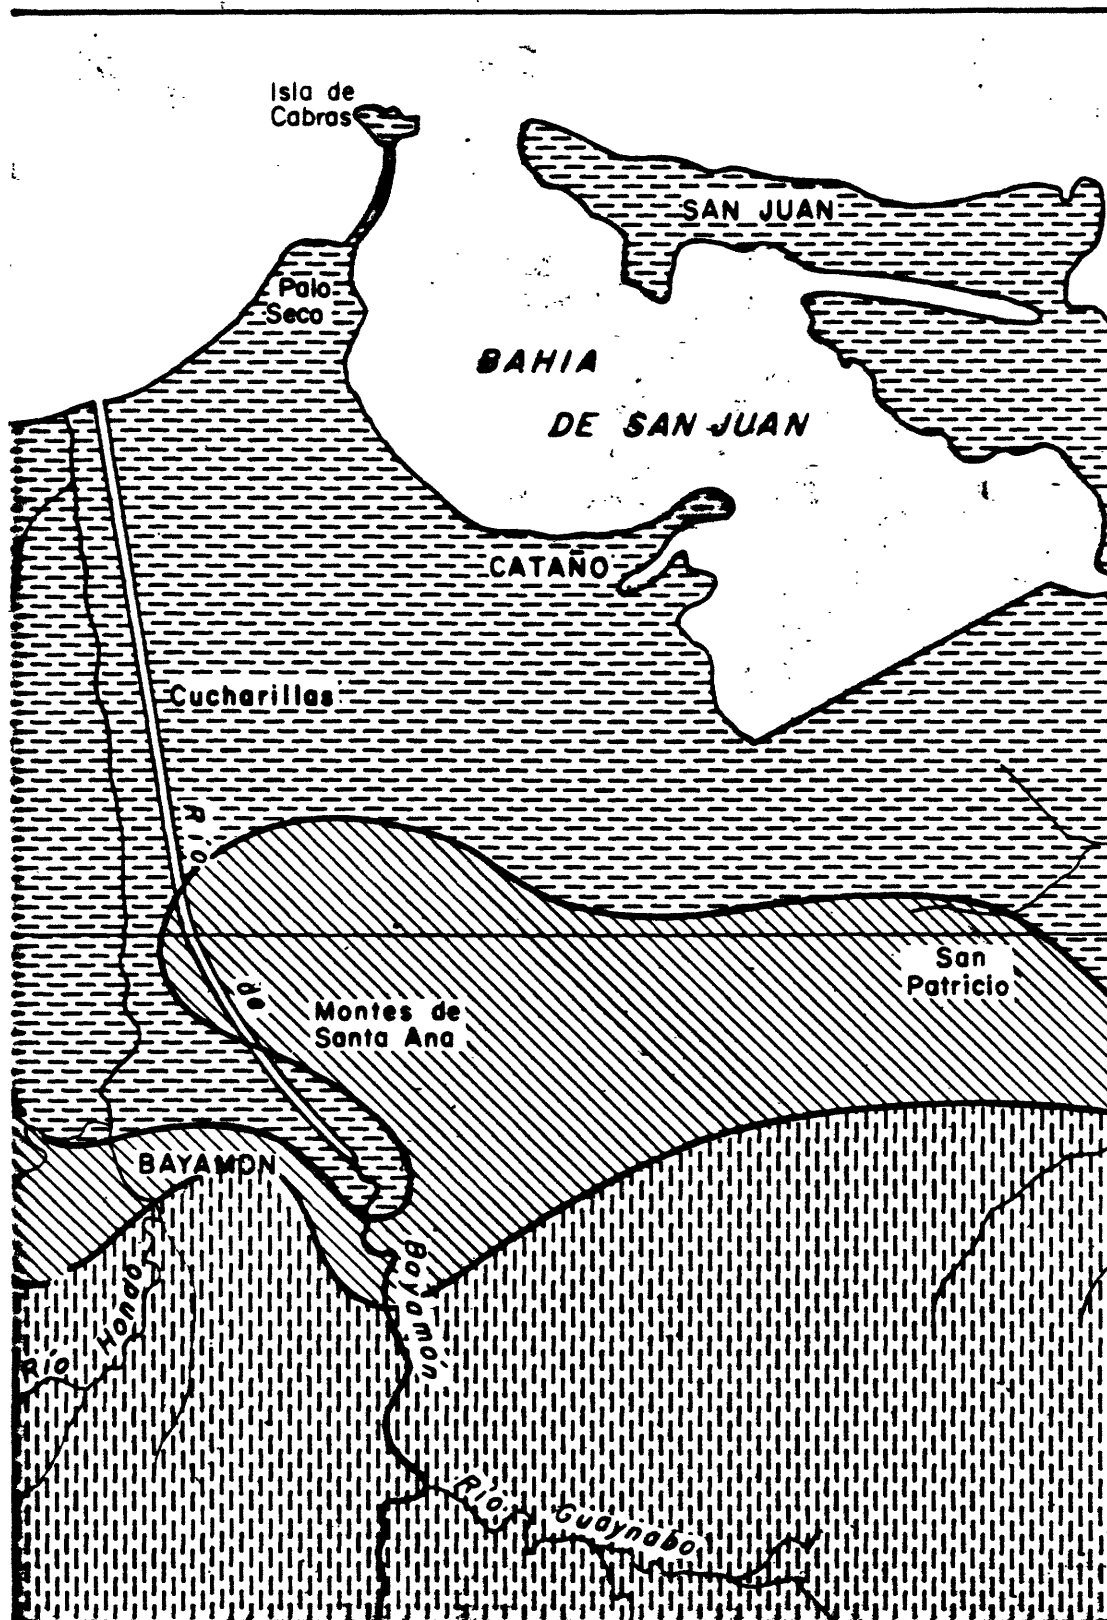 Isla de
Cabras
SAN JUAN
Palo
Seco
BAHIA
DE SAN JUAN
CATAÑO
Cucharillas
Río
de
San
Patricio
Montes de
Santa Ana
BAYAMON
Bayamón
Río Hondo
Río Guaynabo